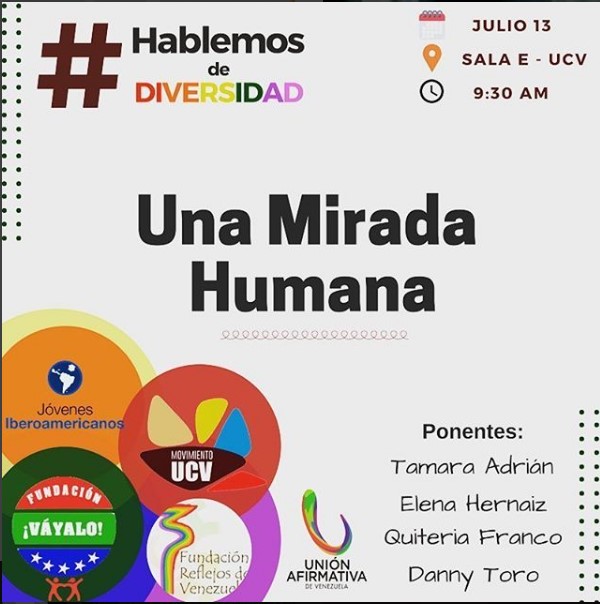 # Hablemos
de
DIVERSIDAD
JULIO 13
SALA E - UCV
9:30 AM
Una Mirada
Humana
Jóvenes
Iberoamericanos
MOVIMIENTO
UCV
FUNDACIÓN
¡VÁYALO!
Fundación
Reflejos de
Venezuel
UNIÓN
AFIRMATIVA
DE VENEZUELA
Ponentes:
Tamara Adrián
Elena Hernaiz
Quiteria Franco
Danny Toro